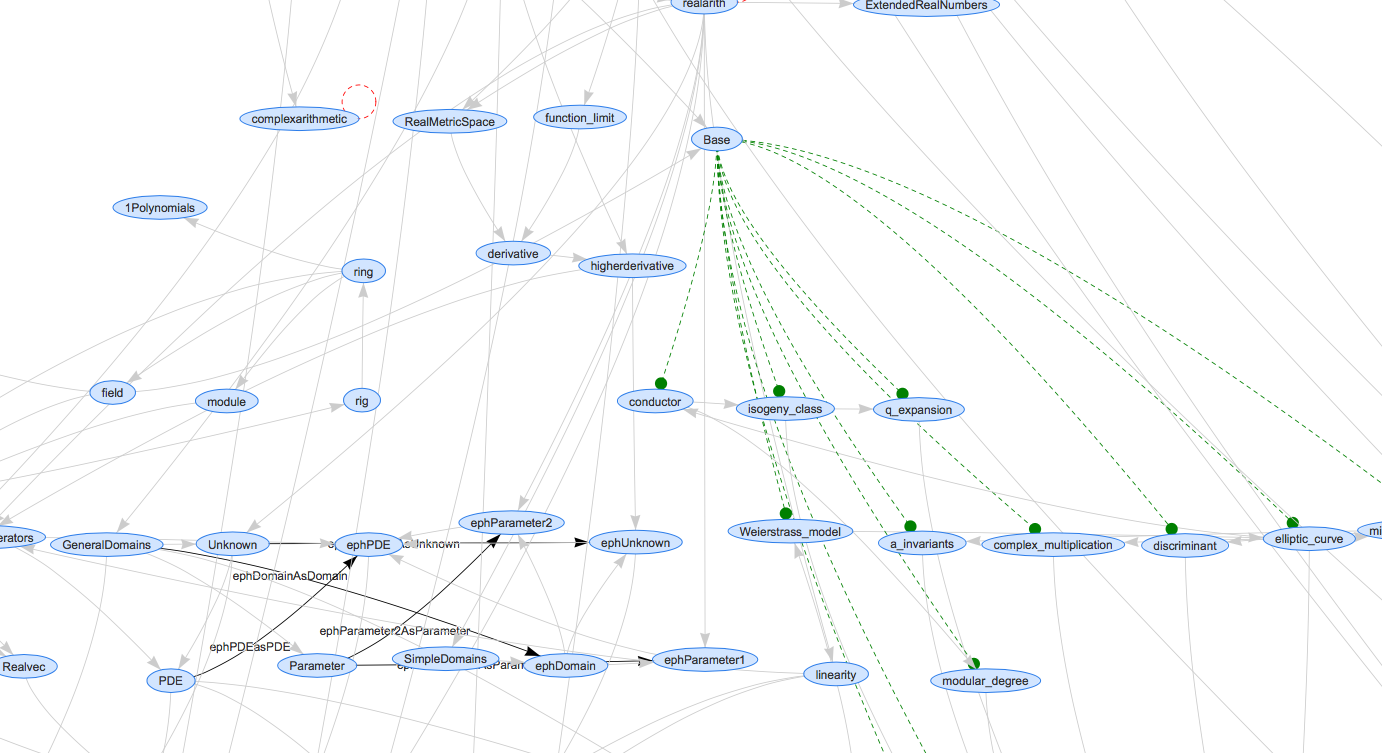 realarith
ExtendedRealNumbers
complexarithmetic
RealMetricSpace
function_limit
Base
1Polynomials
derivative
higherderivative
ring
field
module
rig
conductor
isogeny_class
q_expansion
erators
GeneralDomains
Unknown
ephPDE
ephParameter2
ephUnknown
Weierstrass_model
a_invariants
complex_multiplication
discriminant
elliptic_curve
mi
ephDomainAsDomain
ephParameter2AsParameter
ephPDEasPDE
Realvec
PDE
Parameter
SimpleDomains
ephDomain
ephParameter1
linearity
modular_degree